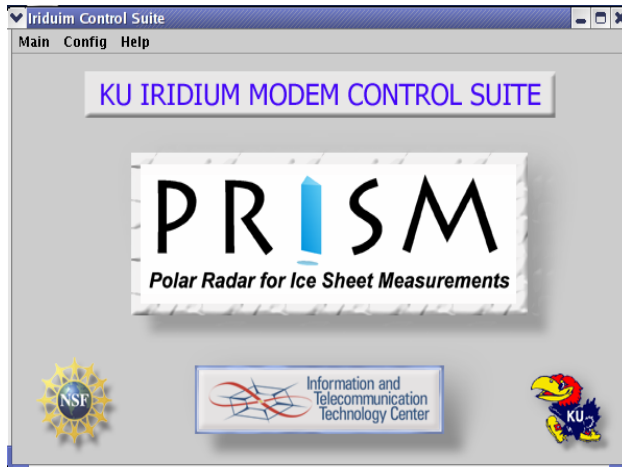 Iriduim Control Suite
Main Config Help
KU IRIDIUM MODEM CONTROL SUITE
PRISM
Polar Radar for Ice Sheet Measurements
NSF
Information and
Telecommunication
Technology Center
KU